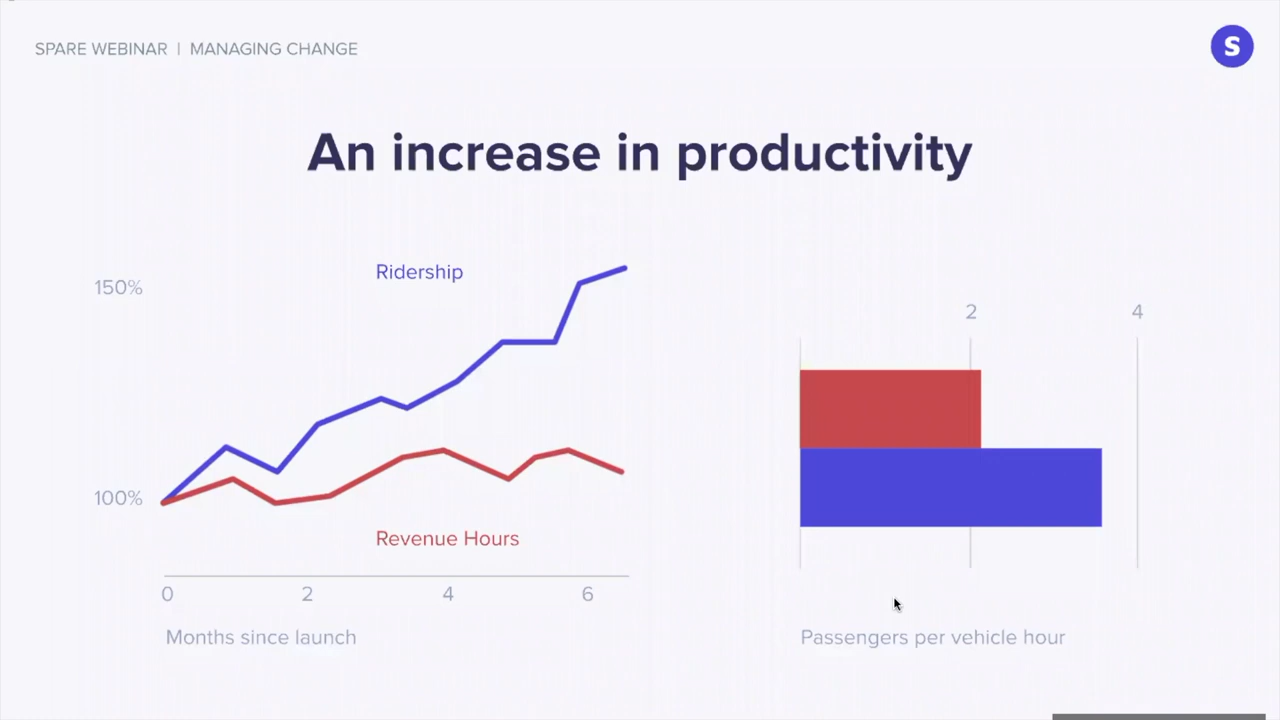 SPARE WEBINAR | MANAGING CHANGE
S
An increase in productivity
Ridership
150%
100%
Revenue Hours
0 2 4 6
Months since launch
2 4
Passengers per vehicle hour